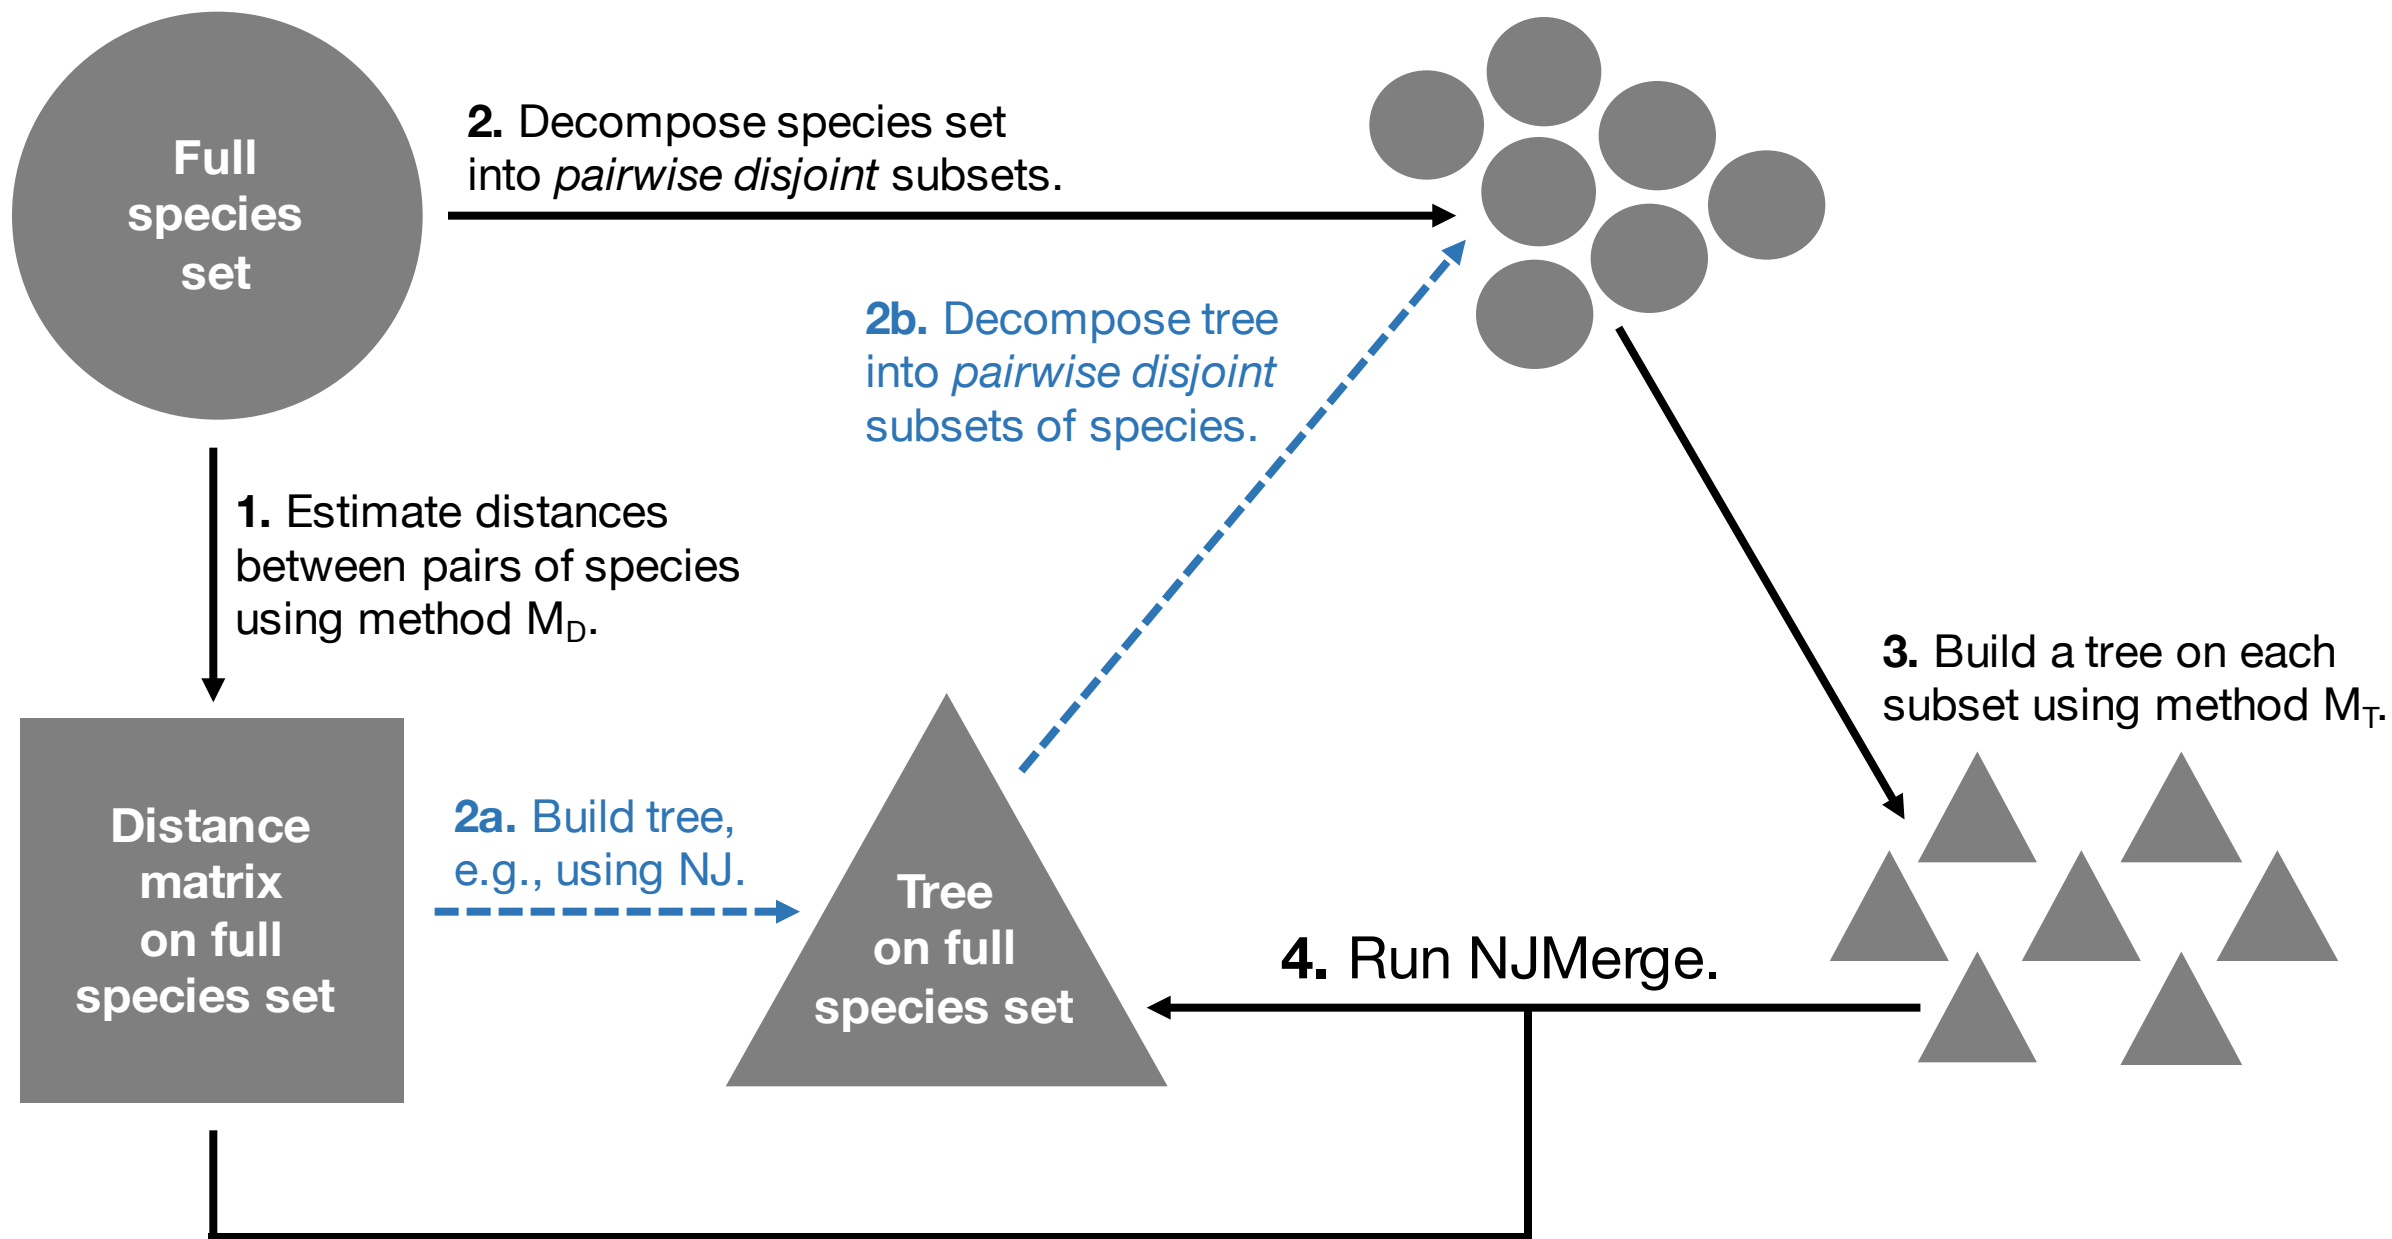 Full
species
set
2. Decompose species set
into pairwise disjoint subsets.
2b. Decompose tree
into pairwise disjoint
subsets of species.
1. Estimate distances
between pairs of species
using method M_D.
3. Build a tree on each
subset using method M_T.
Distance
matrix
on full
species set
2a. Build tree,
e.g., using NJ.
Tree
on full
species set
4. Run NJMerge.